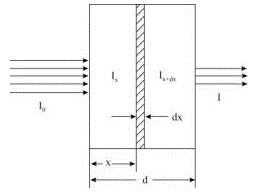 Iₓ Iₓ₊dx
I₀ I
dx
x
d